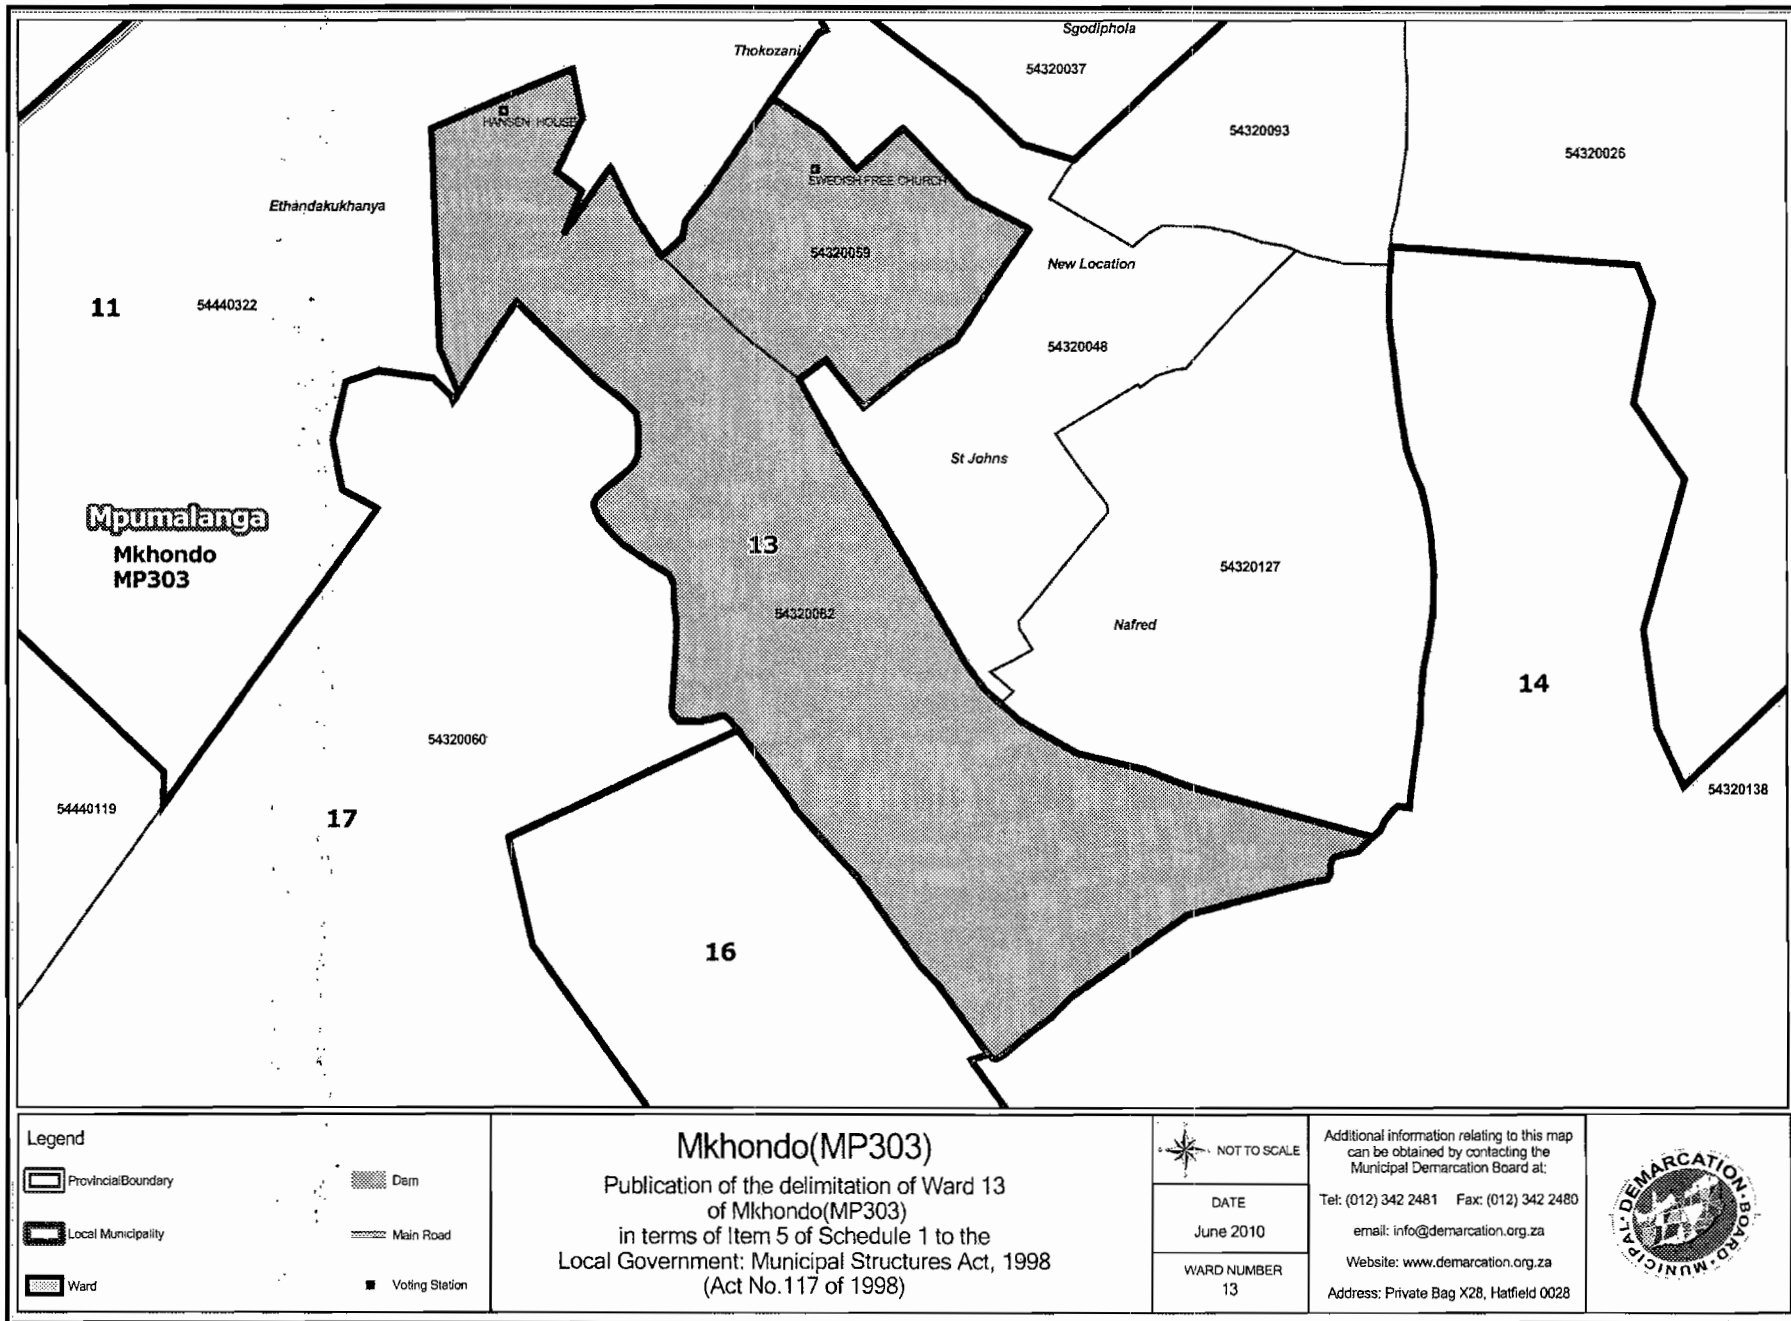 Sgodiphola
Thokozani
54320037
HANSEN HOUSE
54320093
54320026
SWEDISH FREE CHURCH
Ethandakukhanya
54320059
New Location
11
54440322
54320048
St Johns
Mpumalanga
Mkhondo
MP303
13
54320127
54320082
Nafred
14
54320060
54440119
17
54320138
16
Legend
ProvincialBoundary
Local Municipality
Ward
Dam
Main Road
Voting Station
Mkhondo(MP303)
Publication of the delimitation of Ward 13
of Mkhondo(MP303)
in terms of Item 5 of Schedule 1 to the
Local Government: Municipal Structures Act, 1998
(Act No.117 of 1998)
NOT TO SCALE
DATE
June 2010
WARD NUMBER
13
Additional information relating to this map
can be obtained by contacting the
Municipal Demarcation Board at:
Tel: (012) 342 2481 Fax: (012) 342 2480
email: info@demarcation.org.za
Website: www.demarcation.org.za
Address: Private Bag X28, Hatfield 0028
MUNICIPAL • DEMARCATION • BOARD •